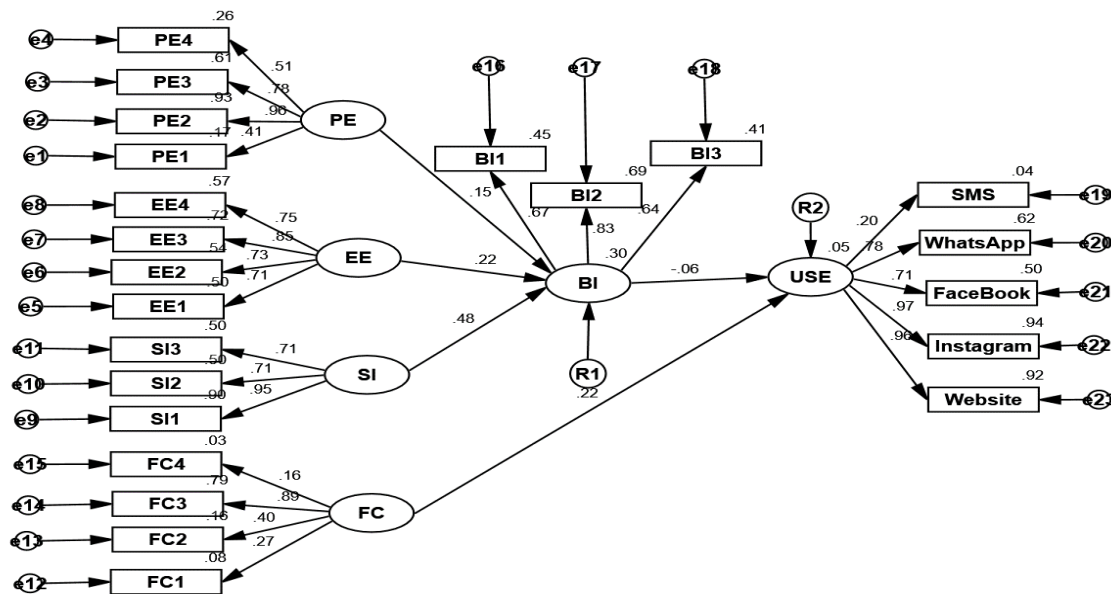 .26
e4 PE4
.61 .51
e3 PE3 .78
.93 .96
e2 PE2 PE
.17 .41
e1 PE1
.57
e8 EE4 .75
.72 .85
e7 EE3
.54 .73 EE
e6 EE2 .71
.50
e5 EE1
.50
e11 SI3 .71
.50 .71 SI
e10 SI2 .95
.90
e9 SI1
.03
e15 FC4 .16
.79 .89
e14 FC3 FC
.16 .40
e13 FC2 .27
.08
e12 FC1
e16 e17 e18
.45 .41
BI1 BI3
.69
BI2
.15 .67 .83 .64
.22 .30
BI -.06
.48
R1
.22
R2
.05
USE
.04
.20 SMS e19
.62
.78 WhatsApp e20
.50
.71 FaceBook e21
.97 .94
Instagram e22
.96 .92
Website